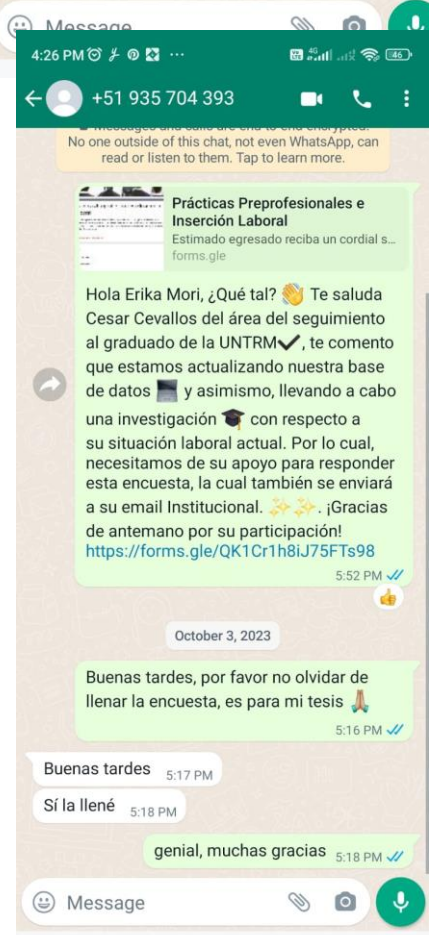 Message
4:26 PM
4G
46
+51 935 704 393
No one outside of this chat, not even WhatsApp, can
read or listen to them. Tap to learn more.
Prácticas Preprofesionales e
Inserción Laboral
Estimado egresado reciba un cordial s...
forms.gle
Hola Erika Mori, ¿Qué tal? 👋 Te saluda
Cesar Cevallos del área del seguimiento
al graduado de la UNTRM✔, te comento
que estamos actualizando nuestra base
de datos 💻 y asimismo, llevando a cabo
una investigación 🎓 con respecto a
su situación laboral actual. Por lo cual,
necesitamos de su apoyo para responder
esta encuesta, la cual también se enviará
a su email Institucional. ✨✨. ¡Gracias
de antemano por su participación!
https://forms.gle/QK1Cr1h8iJ75FTs98
5:52 PM
👍
October 3, 2023
Buenas tardes, por favor no olvidar de
llenar la encuesta, es para mi tesis 🙏🏼
5:16 PM
Buenas tardes 5:17 PM
Sí la llené 5:18 PM
genial, muchas gracias 5:18 PM
Message